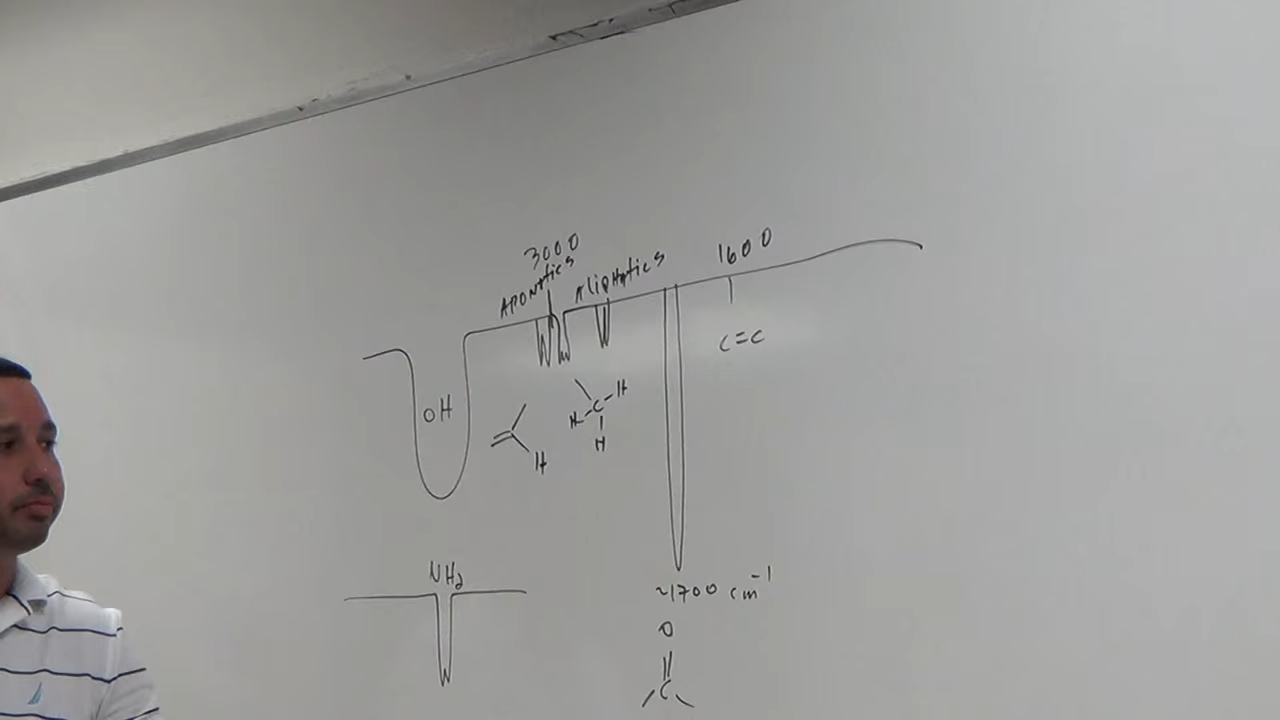 3000
AROMatics
AliPHatics
1600
C=C
OH
H
H
C
H
H
NH2
~1700 cm-1
O
C